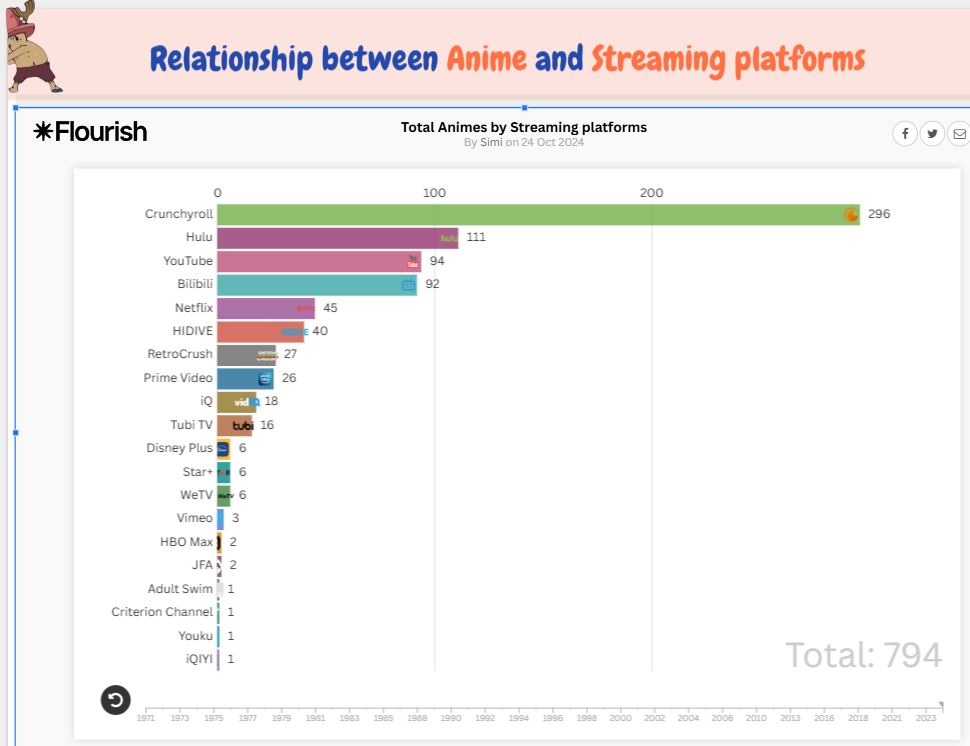 Relationship between Anime and Streaming platforms
Flourish
Total Animes by Streaming platforms
By Simi on 24 Oct 2024
0 100 200
Crunchyroll 296
Hulu hulu 111
YouTube 94
Bilibili 92
Netflix 45
HIDIVE HIDIVE 40
RetroCrush 27
Prime Video 26
iQ vidIQ 18
Tubi TV tubi 16
Disney Plus 6
Star+ 6
WeTV WeTV 6
Vimeo 3
HBO Max 2
JFA 2
Adult Swim 1
Criterion Channel 1
Youku 1
iQIYI 1
Total: 794
1971 1973 1975 1977 1979 1981 1983 1985 1988 1990 1992 1994 1996 1998 2000 2002 2004 2006 2010 2013 2016 2018 2021 2023